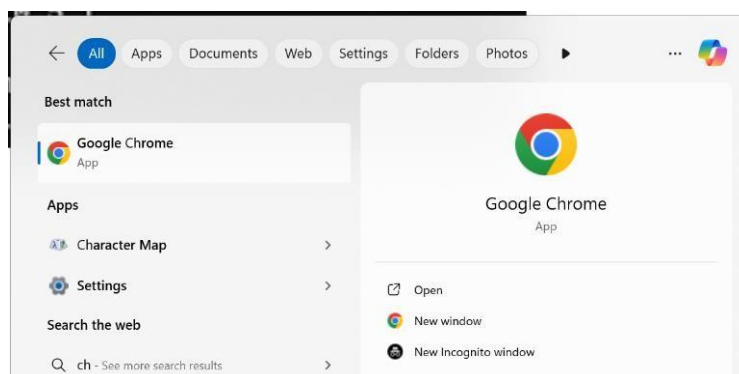 All Apps Documents Web Settings Folders Photos ...
Best match
Google Chrome
App
Apps
Character Map
Settings
Search the web
ch - See more search results
Google Chrome
App
Open
New window
New Incognito window